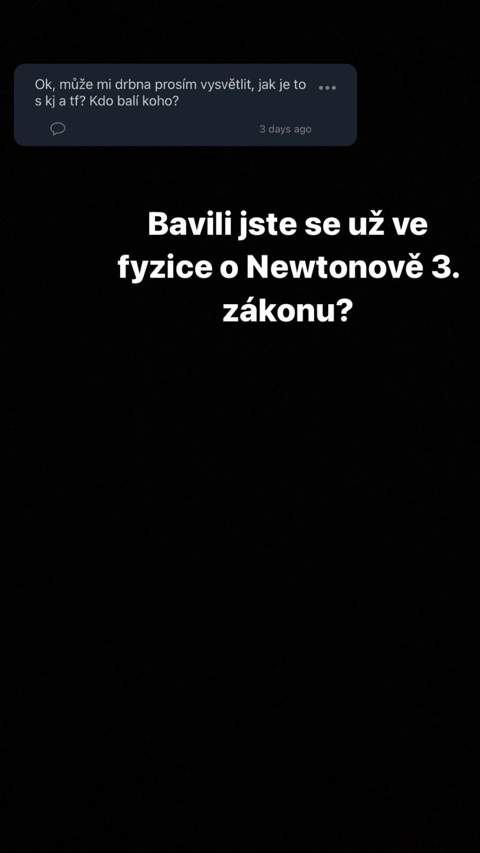 Ok, může mi drbna prosím vysvětlit, jak je to
s kj a tf? Kdo balí koho?
3 days ago
Bavili jste se už ve
fyzice o Newtonově 3.
zákonu?